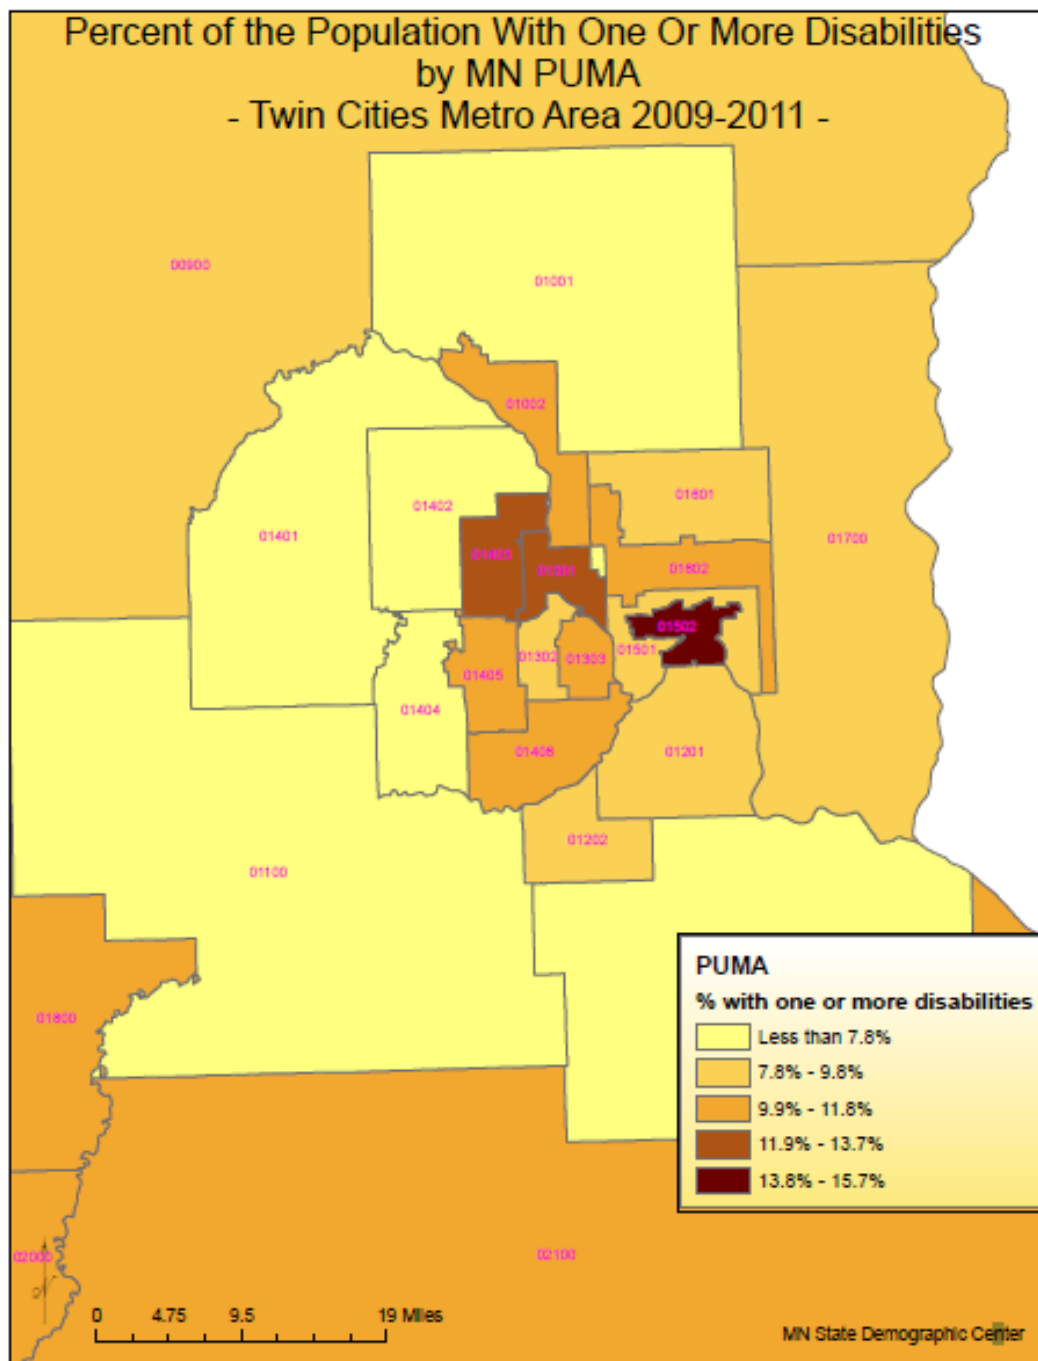 Percent of the Population With One Or More Disabilities
by MN PUMA
- Twin Cities Metro Area 2009-2011 -
00900
01001
01002
01402
01601
01401
01700
01301
01602
01502
01302
01303
01501
01405
01404
01406
01201
01202
01100
PUMA
% with one or more disabilities
Less than 7.8%
7.8% - 9.8%
9.9% - 11.8%
11.9% - 13.7%
13.8% - 15.7%
01800
02000
02100
N
0 4.75 9.5 19 Miles
MN State Demographic Center